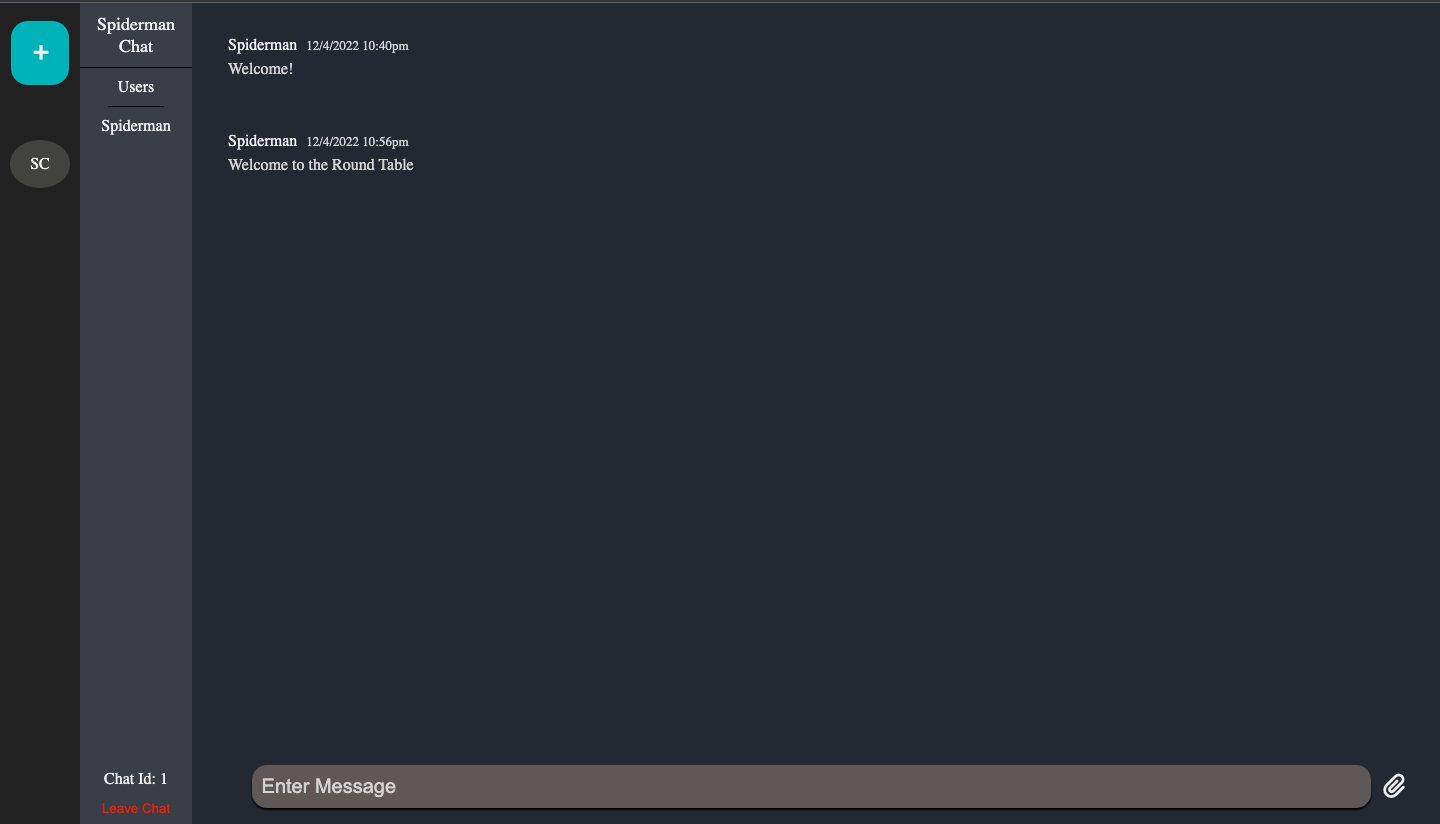 +
SC
Spiderman
Chat
Users
Spiderman
Chat Id: 1
Leave Chat
Spiderman 12/4/2022 10:40pm
Welcome!
Spiderman 12/4/2022 10:56pm
Welcome to the Round Table
Enter Message